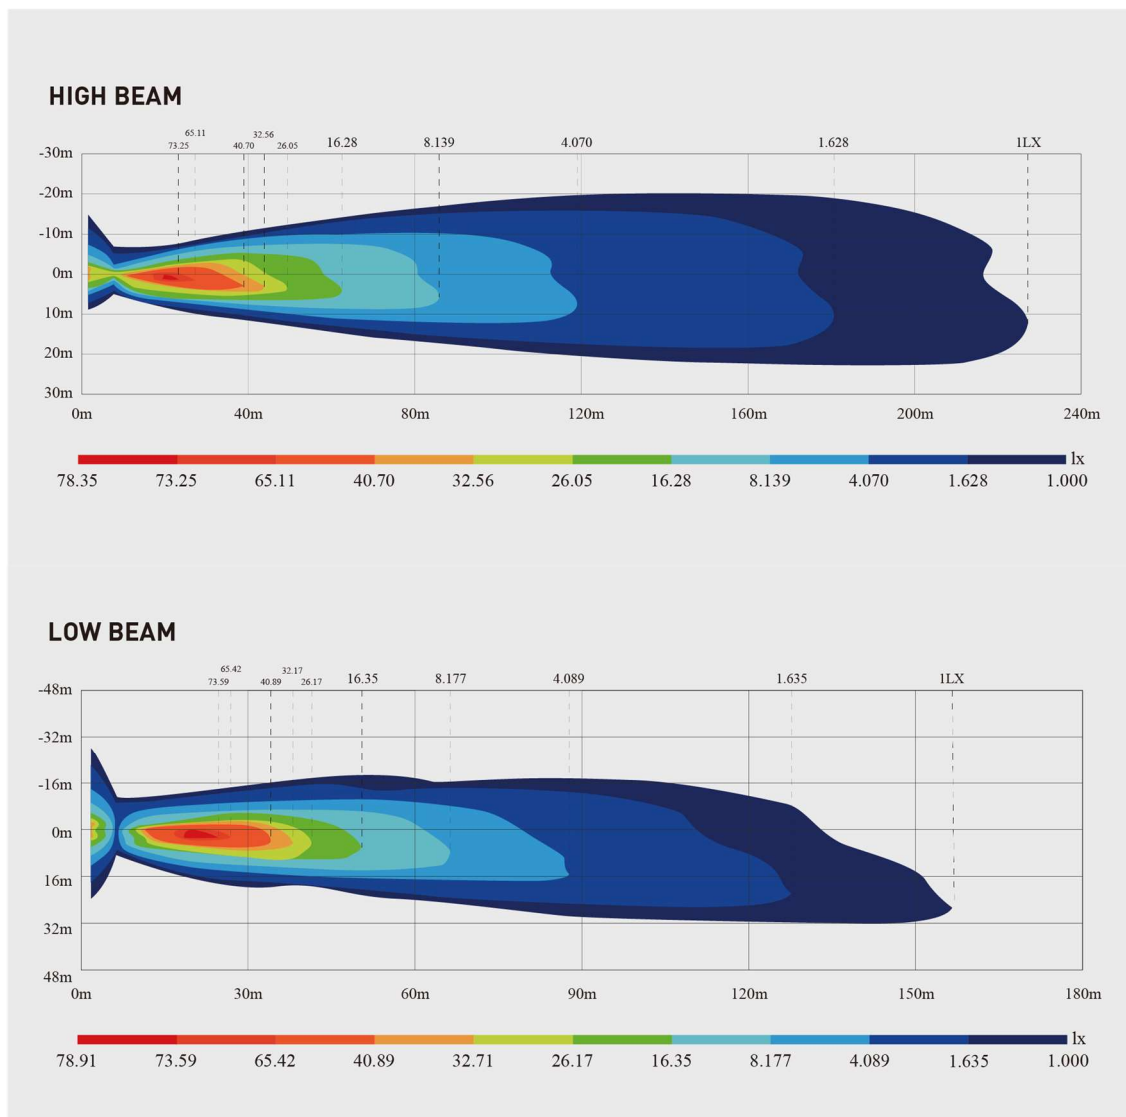 HIGH BEAM
65.11 32.56
73.25 40.70 26.05 16.28 8.139 4.070 1.628 1LX
-30m
-20m
-10m
0m
10m
20m
30m
0m 40m 80m 120m 160m 200m 240m
lx
78.35 73.25 65.11 40.70 32.56 26.05 16.28 8.139 4.070 1.628 1.000
LOW BEAM
65.42 32.17
73.59 40.89 26.17 16.35 8.177 4.089 1.635 1LX
-48m
-32m
-16m
0m
16m
32m
48m
0m 30m 60m 90m 120m 150m 180m
lx
78.91 73.59 65.42 40.89 32.71 26.17 16.35 8.177 4.089 1.635 1.000